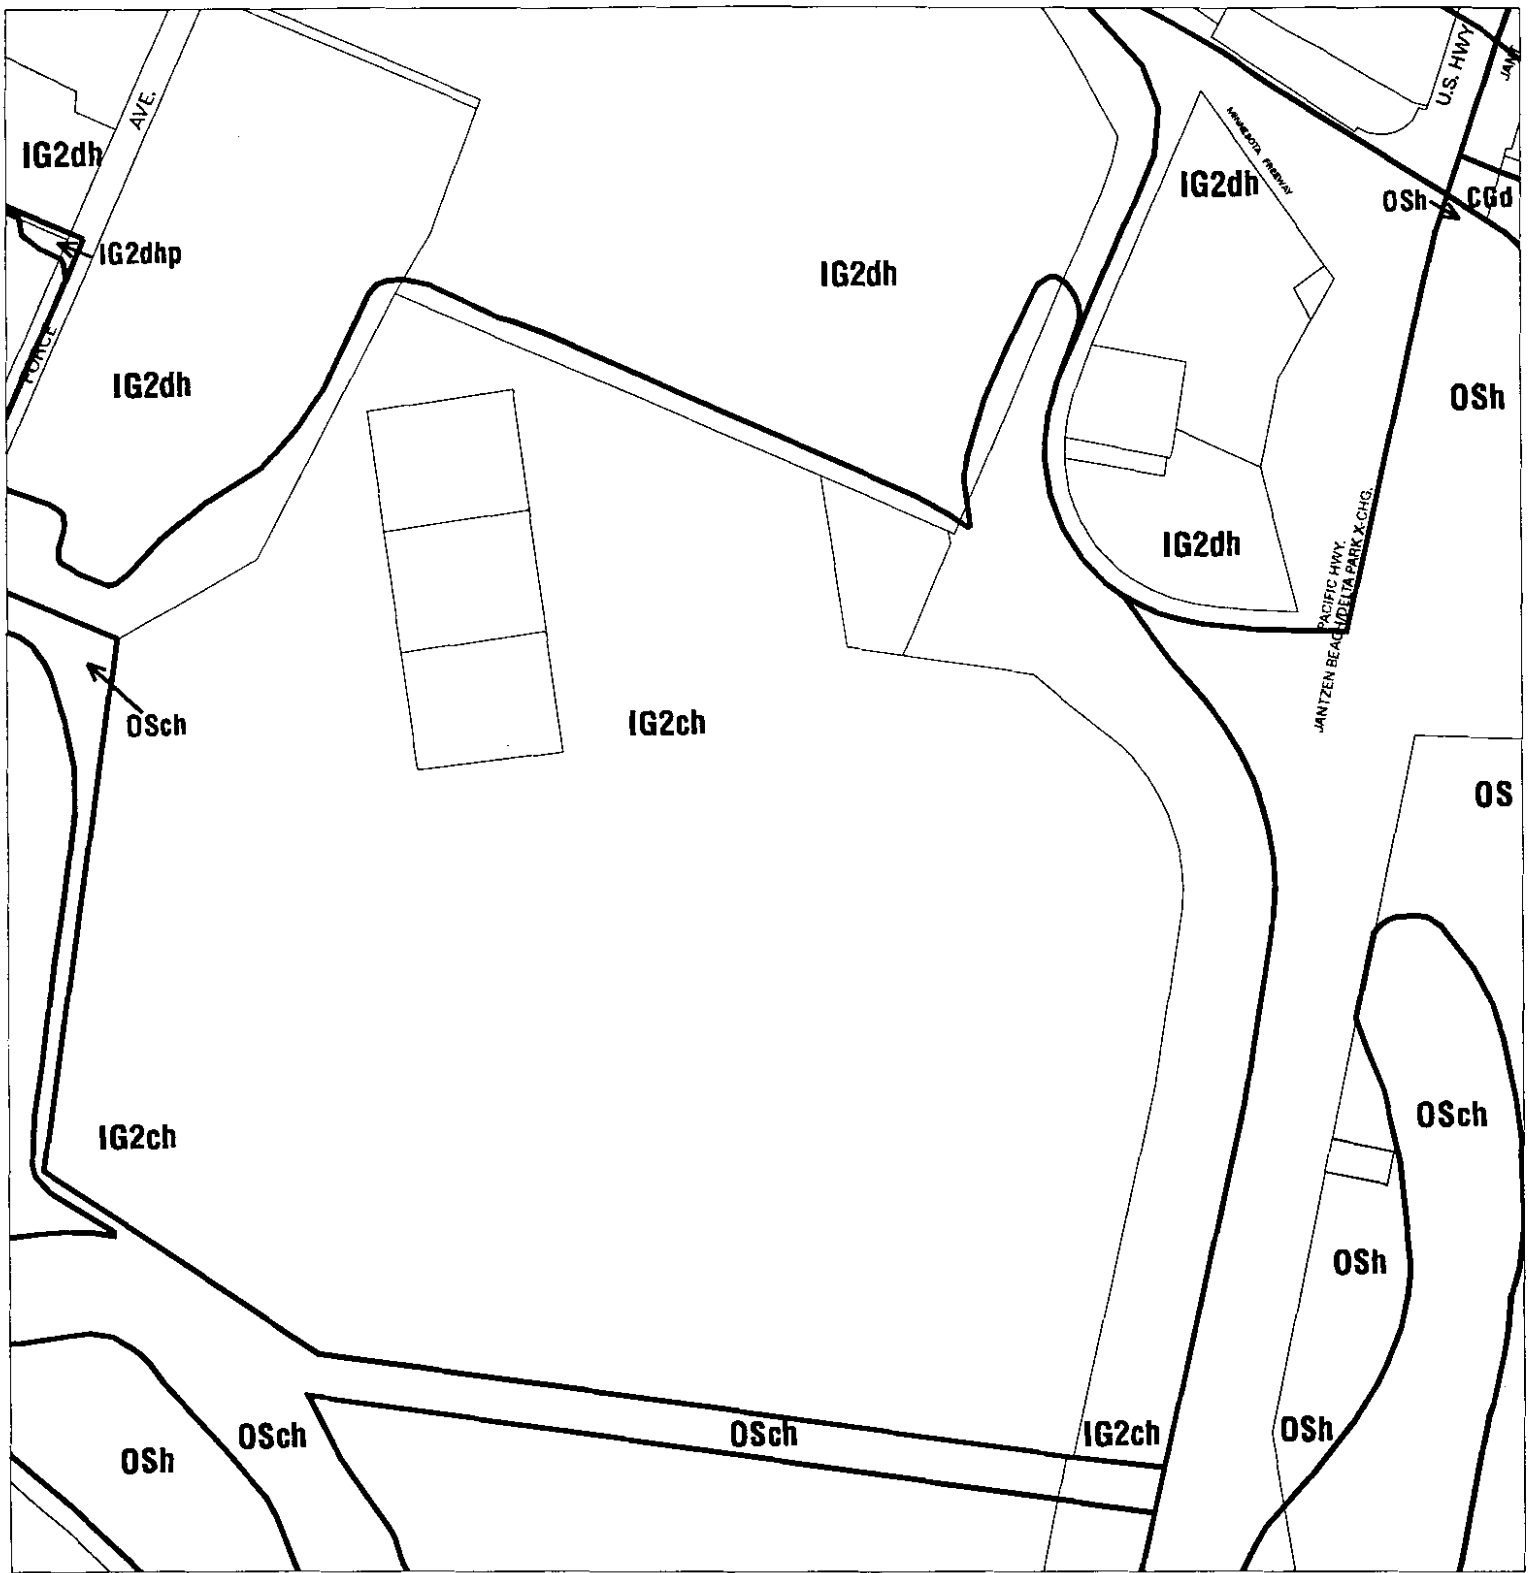 U.S. HWY
AVE.
IG2dh
MINNESOTA FREEWAY
IG2dh
OSh
CGd
IG2dhp
IG2dh
FORCE
IG2dh
OSh
IG2dh
PACIFIC HWY.
JANTZEN BEACH/DELTA PARK X-CHG.
OSch
IG2ch
OS
OSch
IG2ch
OSh
OSch
OSch
IG2ch
OSh
OSh